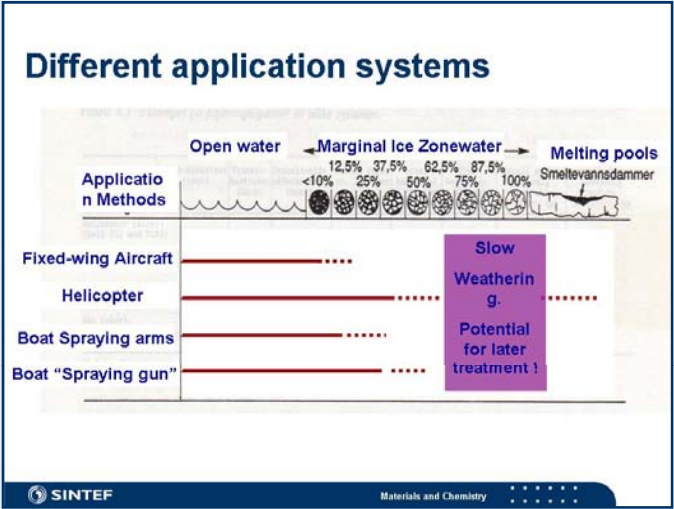 Different application systems
Open water
Marginal Ice Zonewater
Melting pools
12,5% 37,5% 62,5% 87,5%
<10% 25% 50% 75% 100%
Smeltevannsdammer
Applicatio
n Methods
Fixed-wing Aircraft
Helicopter
Boat Spraying arms
Boat “Spraying gun”
Slow
Weatherin
g.
Potential
for later
treatment !
SINTEF
Materials and Chemistry